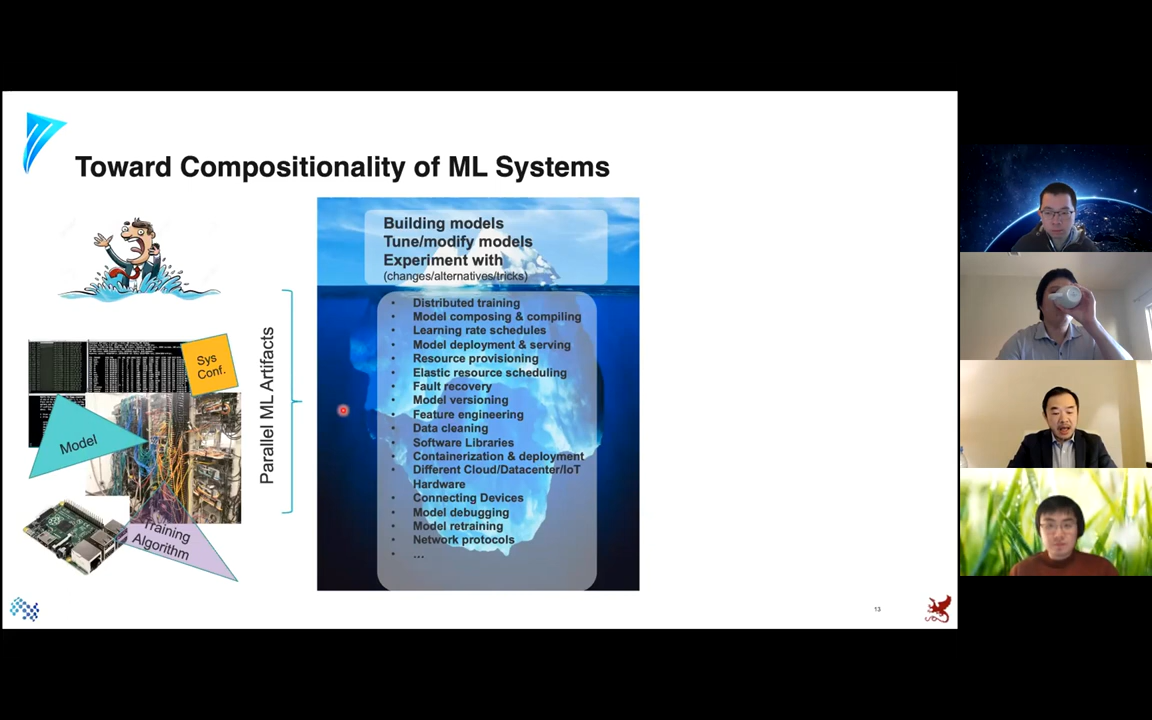 Toward Compositionality of ML Systems
Building models
Tune/modify models
Experiment with
(changes/alternatives/tricks)
• Distributed training
• Model composing & compiling
• Learning rate schedules
• Model deployment & serving
• Resource provisioning
• Elastic resource scheduling
• Fault recovery
• Model versioning
• Feature engineering
• Data cleaning
• Software Libraries
• Containerization & deployment
• Different Cloud/Datacenter/IoT
Hardware
• Connecting Devices
• Model debugging
• Model retraining
• Network protocols
• …
Parallel ML Artifacts
Sys
Conf.
Model
Training
Algorithm
13